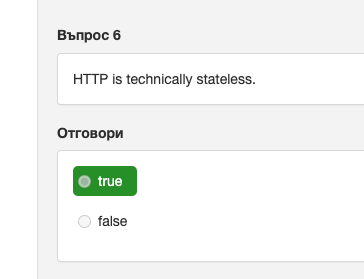 Въпрос 6
HTTP is technically stateless.
Отговори
true
false